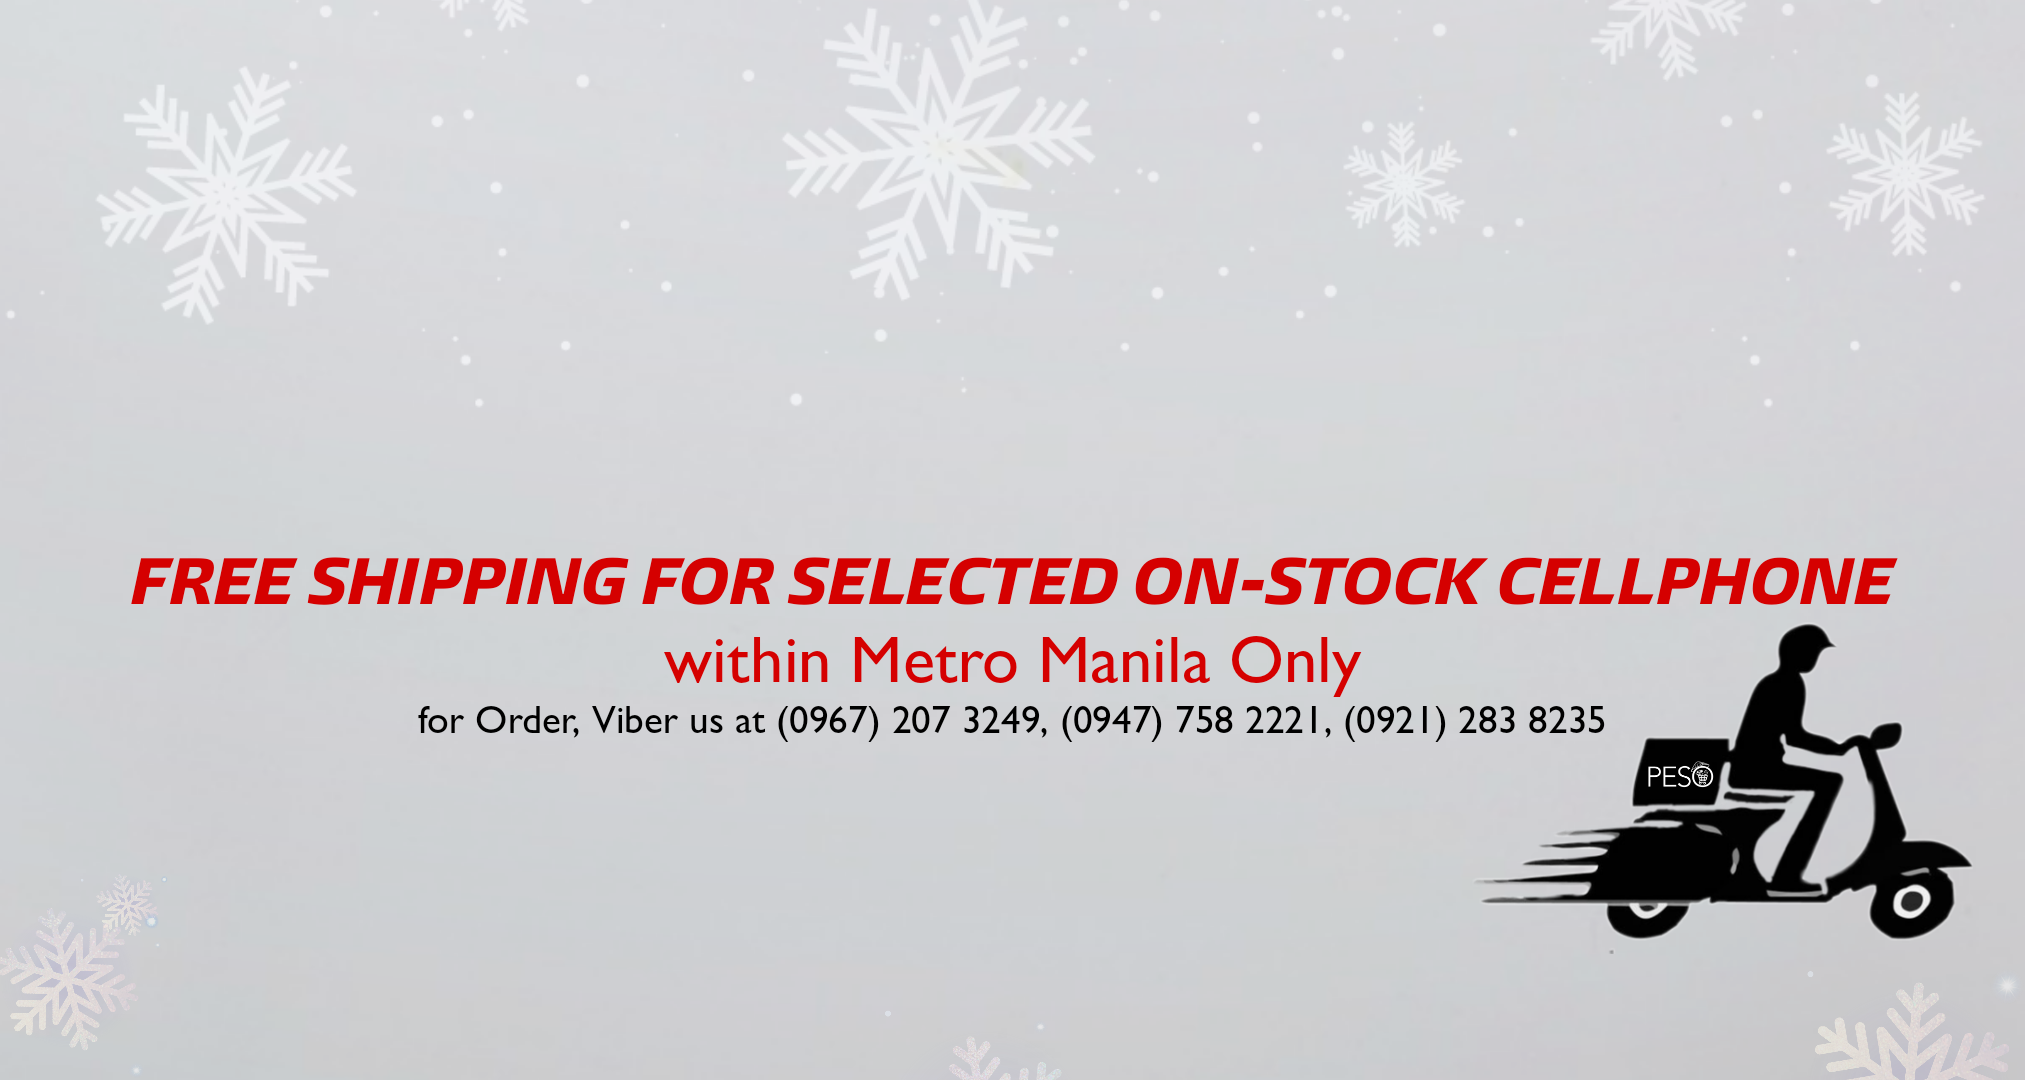 FREE SHIPPING FOR SELECTED ON-STOCK CELLPHONE
within Metro Manila Only
for Order, Viber us at (0967) 207 3249, (0947) 758 2221, (0921) 283 8235
PESO